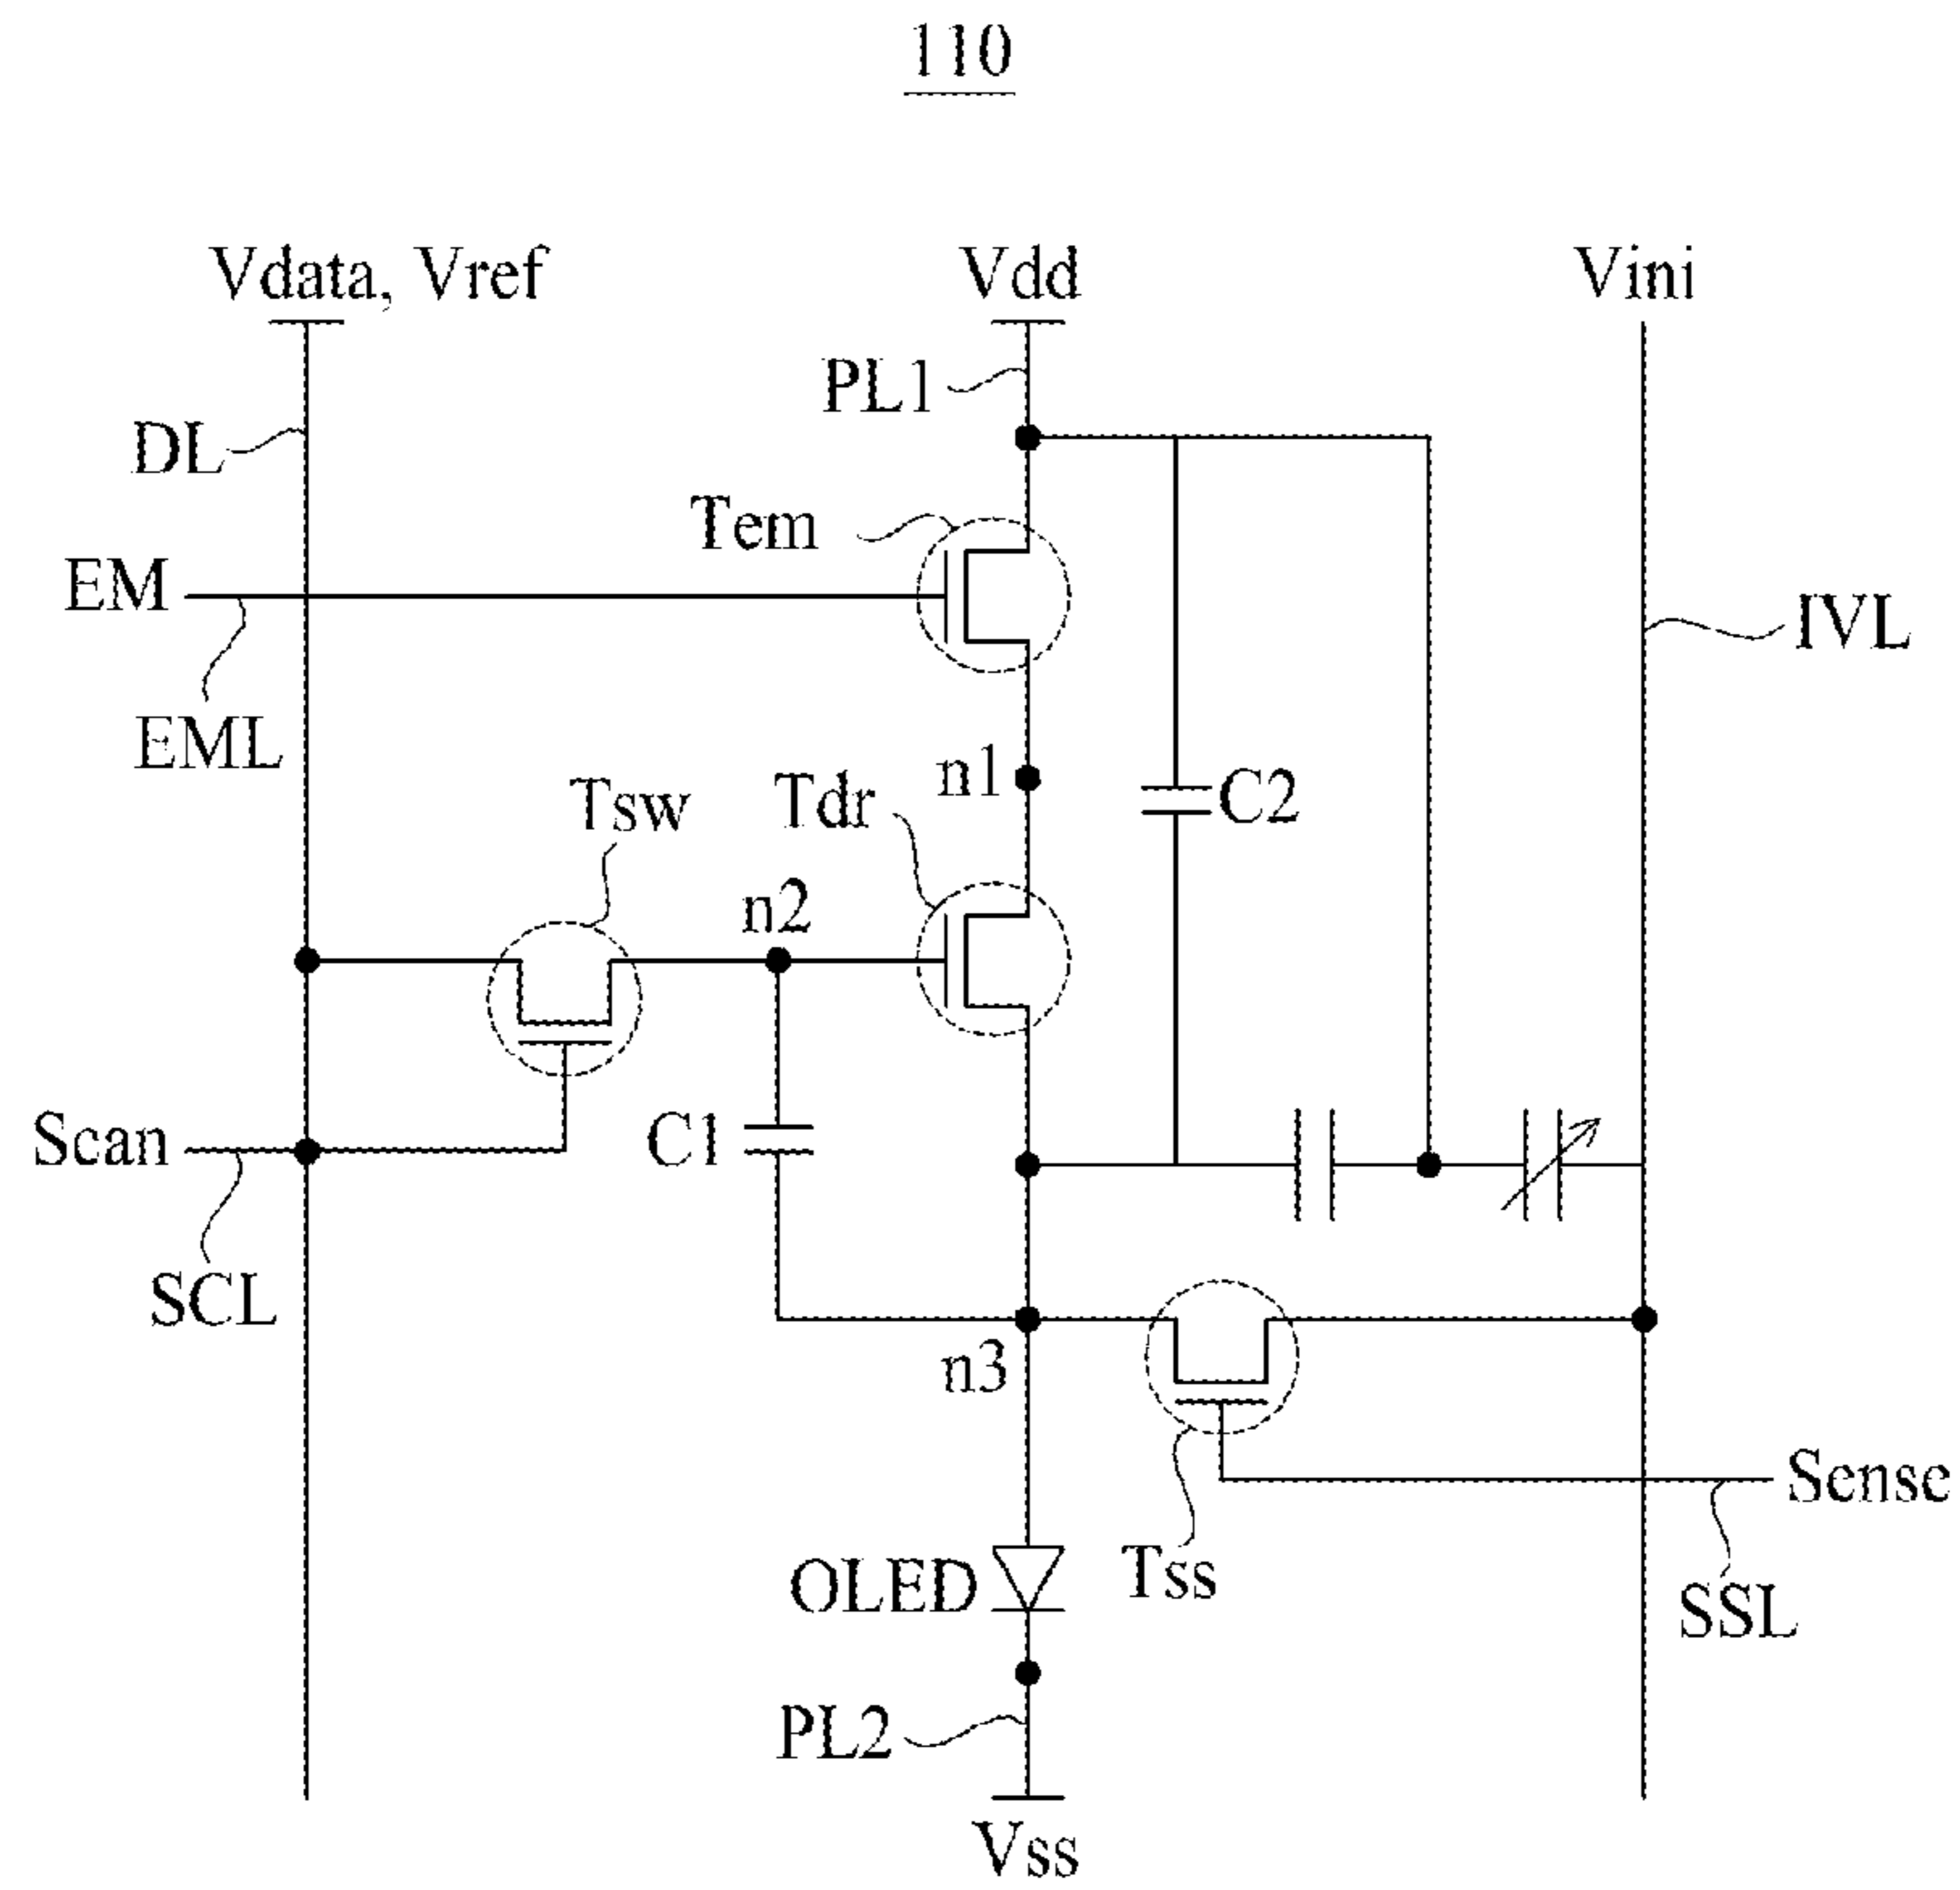 110
Vdata, Vref
Vdd
Vini
PL1
DL
Tem
EM
IVL
EML
n1
C2
Tsw
Tdr
n2
Scan
C1
SCL
n3
Sense
OLED
Tss
SSL
PL2
Vss